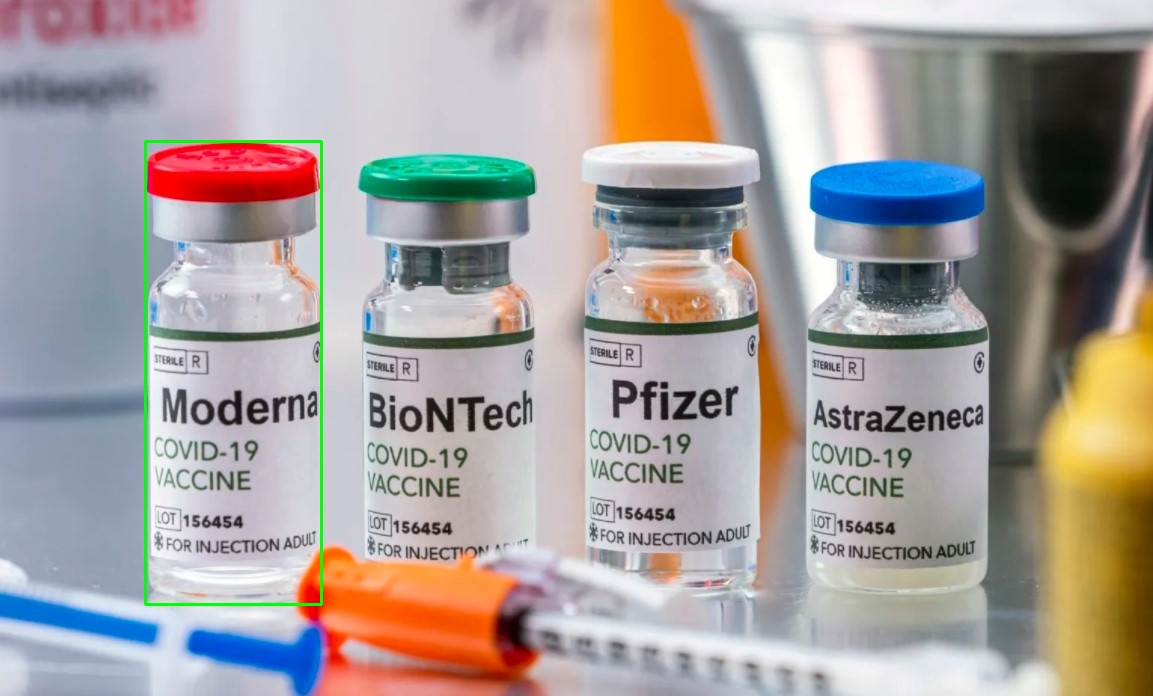 antiseptic
STERILE R
Moderna
COVID-19
VACCINE
LOT 156454
FOR INJECTION ADULT
STERILE R
BioNTech
COVID-19
VACCINE
LOT 156454
FOR INJECTION ADULT
STERILE R
Pfizer
COVID-19
VACCINE
LOT 156454
FOR INJECTION ADULT
STERILE R
AstraZeneca
COVID-19
VACCINE
LOT 156454
FOR INJECTION ADULT